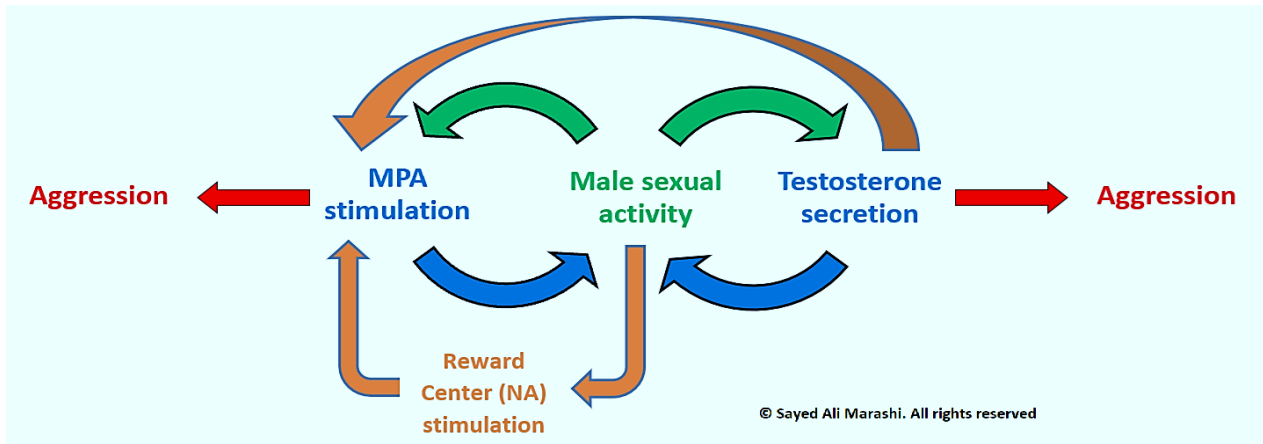 Aggression
MPA
stimulation
Male sexual
activity
Testosterone
secretion
Aggression
Reward
Center (NA)
stimulation
© Sayed Ali Marashi. All rights reserved